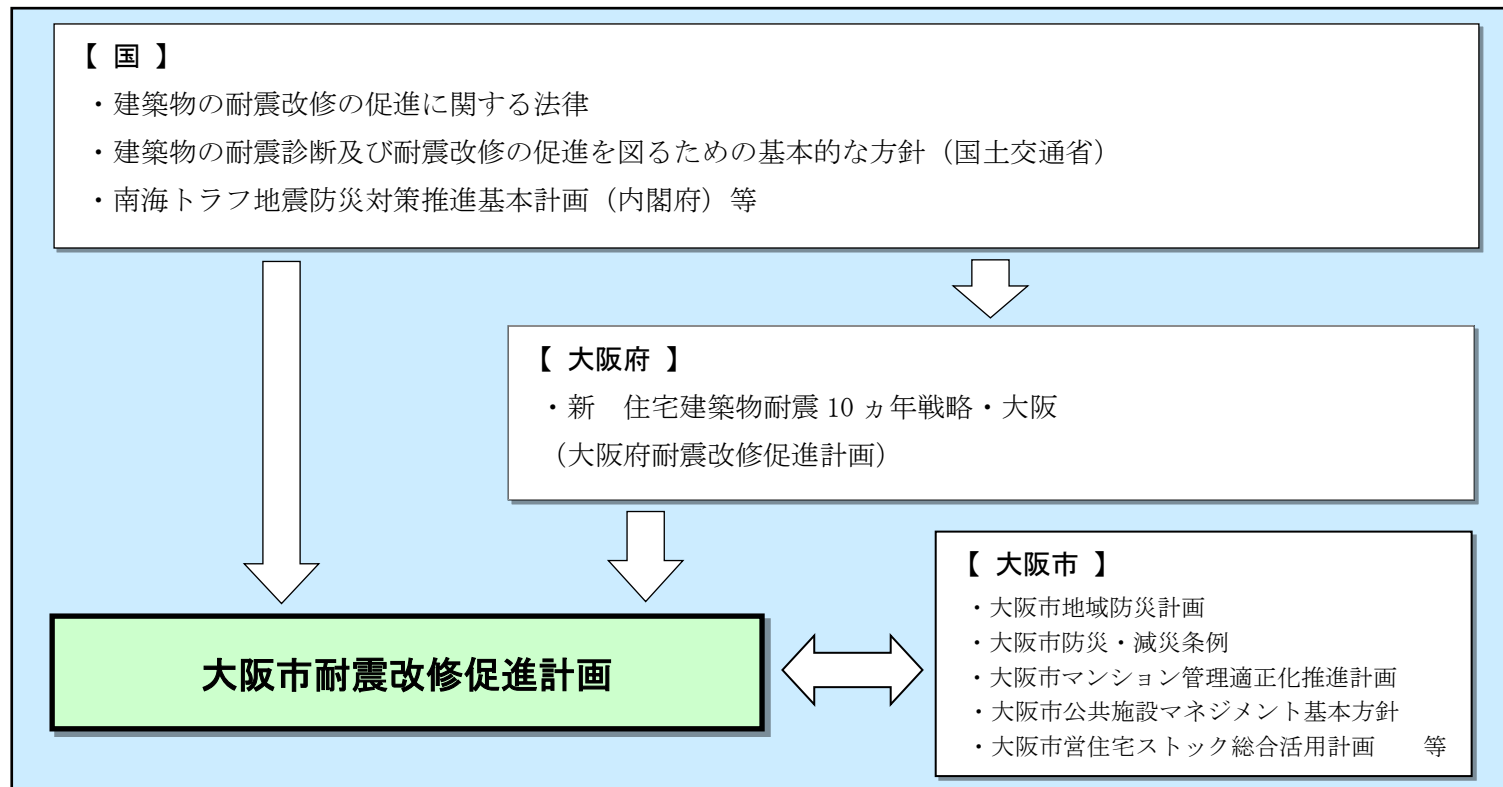 【 国 】
・建築物の耐震改修の促進に関する法律
・建築物の耐震診断及び耐震改修の促進を図るための基本的な方針（国土交通省）
・南海トラフ地震防災対策推進基本計画（内閣府）等
【 大阪府 】
・新　住宅建築物耐震 10 ヵ年戦略・大阪
（大阪府耐震改修促進計画）
【 大阪市 】
・大阪市地域防災計画
・大阪市防災・減災条例
・大阪市マンション管理適正化推進計画
・大阪市公共施設マネジメント基本方針
・大阪市営住宅ストック総合活用計画　　等
大阪市耐震改修促進計画